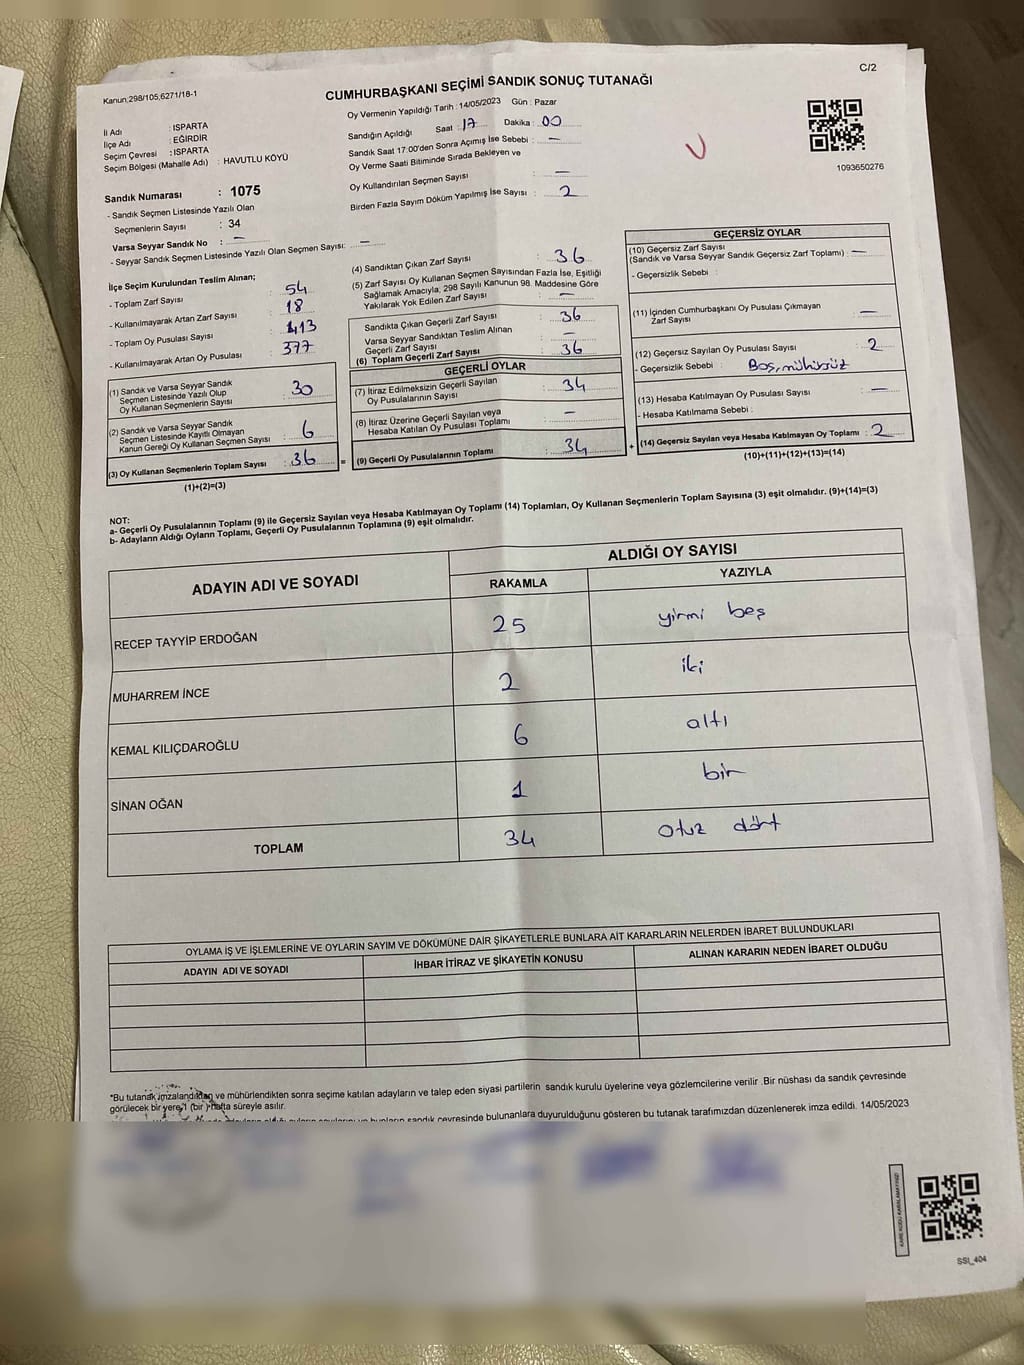 Kanun,298/105,6271/18-1
C/2
CUMHURBAŞKANI SEÇİMİ SANDIK SONUÇ TUTANAĞI
İl Adı : ISPARTA
İlçe Adı : EĞİRDİR
Seçim Çevresi : ISPARTA
Seçim Bölgesi (Mahalle Adı) : HAVUTLU KÖYÜ
Sandık Numarası : 1075
- Sandık Seçmen Listesinde Yazılı Olan
Seçmenlerin Sayısı : 34
Varsa Seyyar Sandık No : —
- Seyyar Sandık Seçmen Listesinde Yazılı Olan Seçmen Sayısı: —
Oy Vermenin Yapıldığı Tarih : 14/05/2023 Gün : Pazar
Sandığın Açıldığı Saat : 17 Dakika : 00
Sandık Saat 17:00'den Sonra Açımış İse Sebebi : —
Oy Verme Saati Bitiminde Sırada Bekleyen ve
Oy Kullandırılan Seçmen Sayısı : —
Birden Fazla Sayım Döküm Yapılmış İse Sayısı : 2
1093650276
İlçe Seçim Kurulundan Teslim Alınan;
- Toplam Zarf Sayısı : 54
- Kullanılmayarak Artan Zarf Sayısı : 18
- Toplam Oy Pusulası Sayısı : 413
- Kullanılmayarak Artan Oy Pusulası : 377
(1) Sandık ve Varsa Seyyar Sandık
Seçmen Listesinde Yazılı Olup
Oy Kullanan Seçmenlerin Sayısı : 30
(2) Sandık ve Varsa Seyyar Sandık
Seçmen Listesinde Kayıtlı Olmayan
Kanun Gereği Oy Kullanan Seçmen Sayısı : 6
(3) Oy Kullanan Seçmenlerin Toplam Sayısı : 36 =
(1)+(2)=(3)
(4) Sandıktan Çıkan Zarf Sayısı : 36
(5) Zarf Sayısı Oy Kullanan Seçmen Sayısından Fazla İse, Eşitliği
Sağlamak Amacıyla; 298 Sayılı Kanunun 98. Maddesine Göre
Yakılarak Yok Edilen Zarf Sayısı : —
Sandıkta Çıkan Geçerli Zarf Sayısı : 36
Varsa Seyyar Sandıktan Teslim Alınan
Geçerli Zarf Sayısı : —
(6) Toplam Geçerli Zarf Sayısı : 36
GEÇERLİ OYLAR
(7) İtiraz Edilmeksizin Geçerli Sayılan
Oy Pusulalarının Sayısı : 34
(8) İtiraz Üzerine Geçerli Sayılan veya
Hesaba Katılan Oy Pusulası Toplamı : —
(9) Geçerli Oy Pusulalarının Toplamı : 34 +
GEÇERSİZ OYLAR
(10) Geçersiz Zarf Sayısı
(Sandık ve Varsa Seyyar Sandık Geçersiz Zarf Toplamı) : —
- Geçersizlik Sebebi :
(11) İçinden Cumhurbaşkanı Oy Pusulası Çıkmayan
Zarf Sayısı : —
(12) Geçersiz Sayılan Oy Pusulası Sayısı : 2
- Geçersizlik Sebebi : Boş, mühürsüz
(13) Hesaba Katılmayan Oy Pusulası Sayısı : —
- Hesaba Katılmama Sebebi :
(14) Geçersiz Sayılan veya Hesaba Katılmayan Oy Toplamı : 2
(10)+(11)+(12)+(13)=(14)
NOT:
a- Geçerli Oy Pusulalarının Toplamı (9) ile Geçersiz Sayılan veya Hesaba Katılmayan Oy Toplamı (14) Toplamları, Oy Kullanan Seçmenlerin Toplam Sayısına (3) eşit olmalıdır. (9)+(14)=(3)
b- Adayların Aldığı Oyların Toplamı, Geçerli Oy Pusulalarının Toplamına (9) eşit olmalıdır.
ADAYIN ADI VE SOYADI
ALDIĞI OY SAYISI
RAKAMLA YAZIYLA
RECEP TAYYİP ERDOĞAN 25 yirmi beş
MUHARREM İNCE 2 iki
KEMAL KILIÇDAROĞLU 6 altı
SİNAN OĞAN 1 bir
TOPLAM 34 otuz dört
OYLAMA İŞ VE İŞLEMLERİNE VE OYLARIN SAYIM VE DÖKÜMÜNE DAİR ŞİKAYETLERLE BUNLARA AİT KARARLARIN NELERDEN İBARET BULUNDUKLARI
ADAYIN ADI VE SOYADI İHBAR İTİRAZ VE ŞİKAYETİN KONUSU ALINAN KARARIN NEDEN İBARET OLDUĞU
*Bu tutanak imzalandıktan ve mühürlendikten sonra seçime katılan adayların ve talep eden siyasi partilerin sandık kurulu üyelerine veya gözlemcilerine verilir .Bir nüshası da sandık çevresinde
görülecek bir yere 1 (bir ) hafta süreyle asılır.
bunların sandık çevresinde bulunanlara duyurulduğunu gösteren bu tutanak tarafımızdan düzenlenerek imza edildi. 14/05/2023
SSI_404